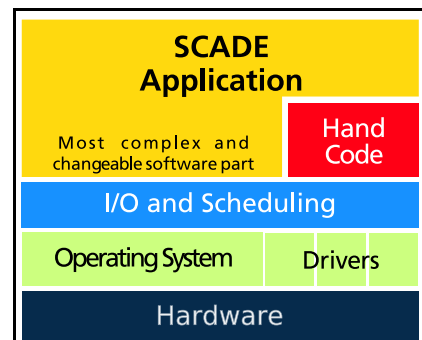 SCADE
Application
Most complex and
changeable software part
Hand
Code
I/O and Scheduling
Operating System
Drivers
Hardware